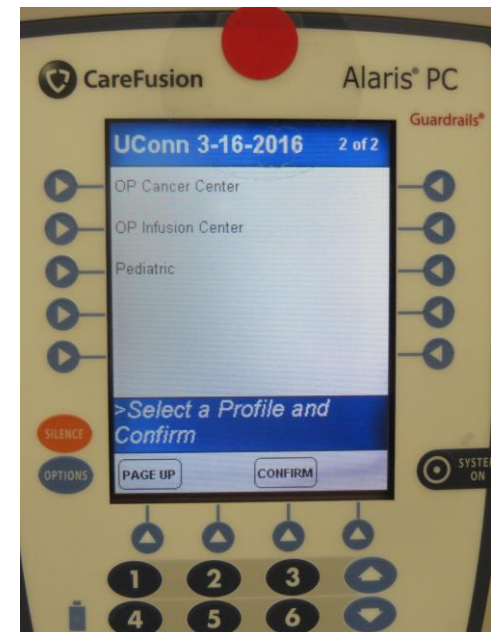 CareFusion
Alaris® PC
Guardrails®
UConn 3-16-2016 2 of 2
OP Cancer Center
OP Infusion Center
Pediatric
>Select a Profile and
Confirm
SILENCE
OPTIONS
PAGE UP
CONFIRM
SYSTE
ON
1 2 3
4 5 6